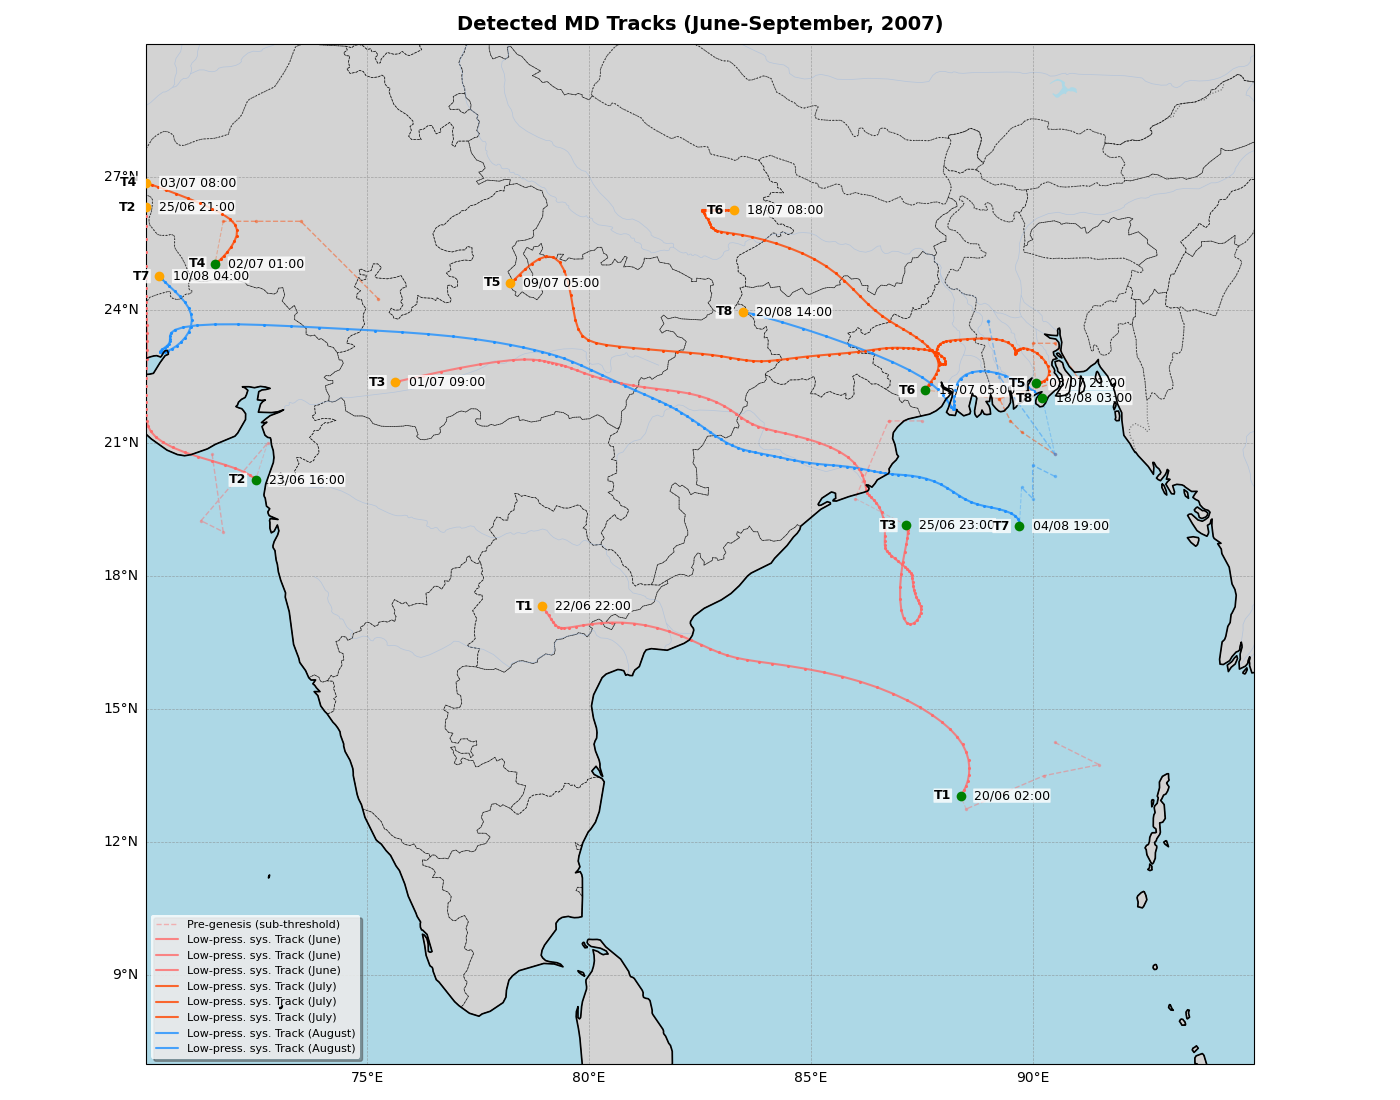 Detected MD Tracks (June-September, 2007)
27°N
24°N
21°N
18°N
15°N
12°N
9°N
T4 03/07 08:00
T2 25/06 21:00
T6 18/07 08:00
T4 02/07 01:00
T7 10/08 04:00
T5 09/07 05:00
T8 20/08 14:00
T3 01/07 09:00
T5
T6
T8 18/08 03:00
T2 23/06 16:00
T3 25/06 23:00
T7 04/08 19:00
T1 22/06 22:00
T1 20/06 02:00
Pre-genesis (sub-threshold)
Low-press. sys. Track (June)
Low-press. sys. Track (June)
Low-press. sys. Track (June)
Low-press. sys. Track (July)
Low-press. sys. Track (July)
Low-press. sys. Track (July)
Low-press. sys. Track (August)
Low-press. sys. Track (August)
75°E
80°E
85°E
90°E